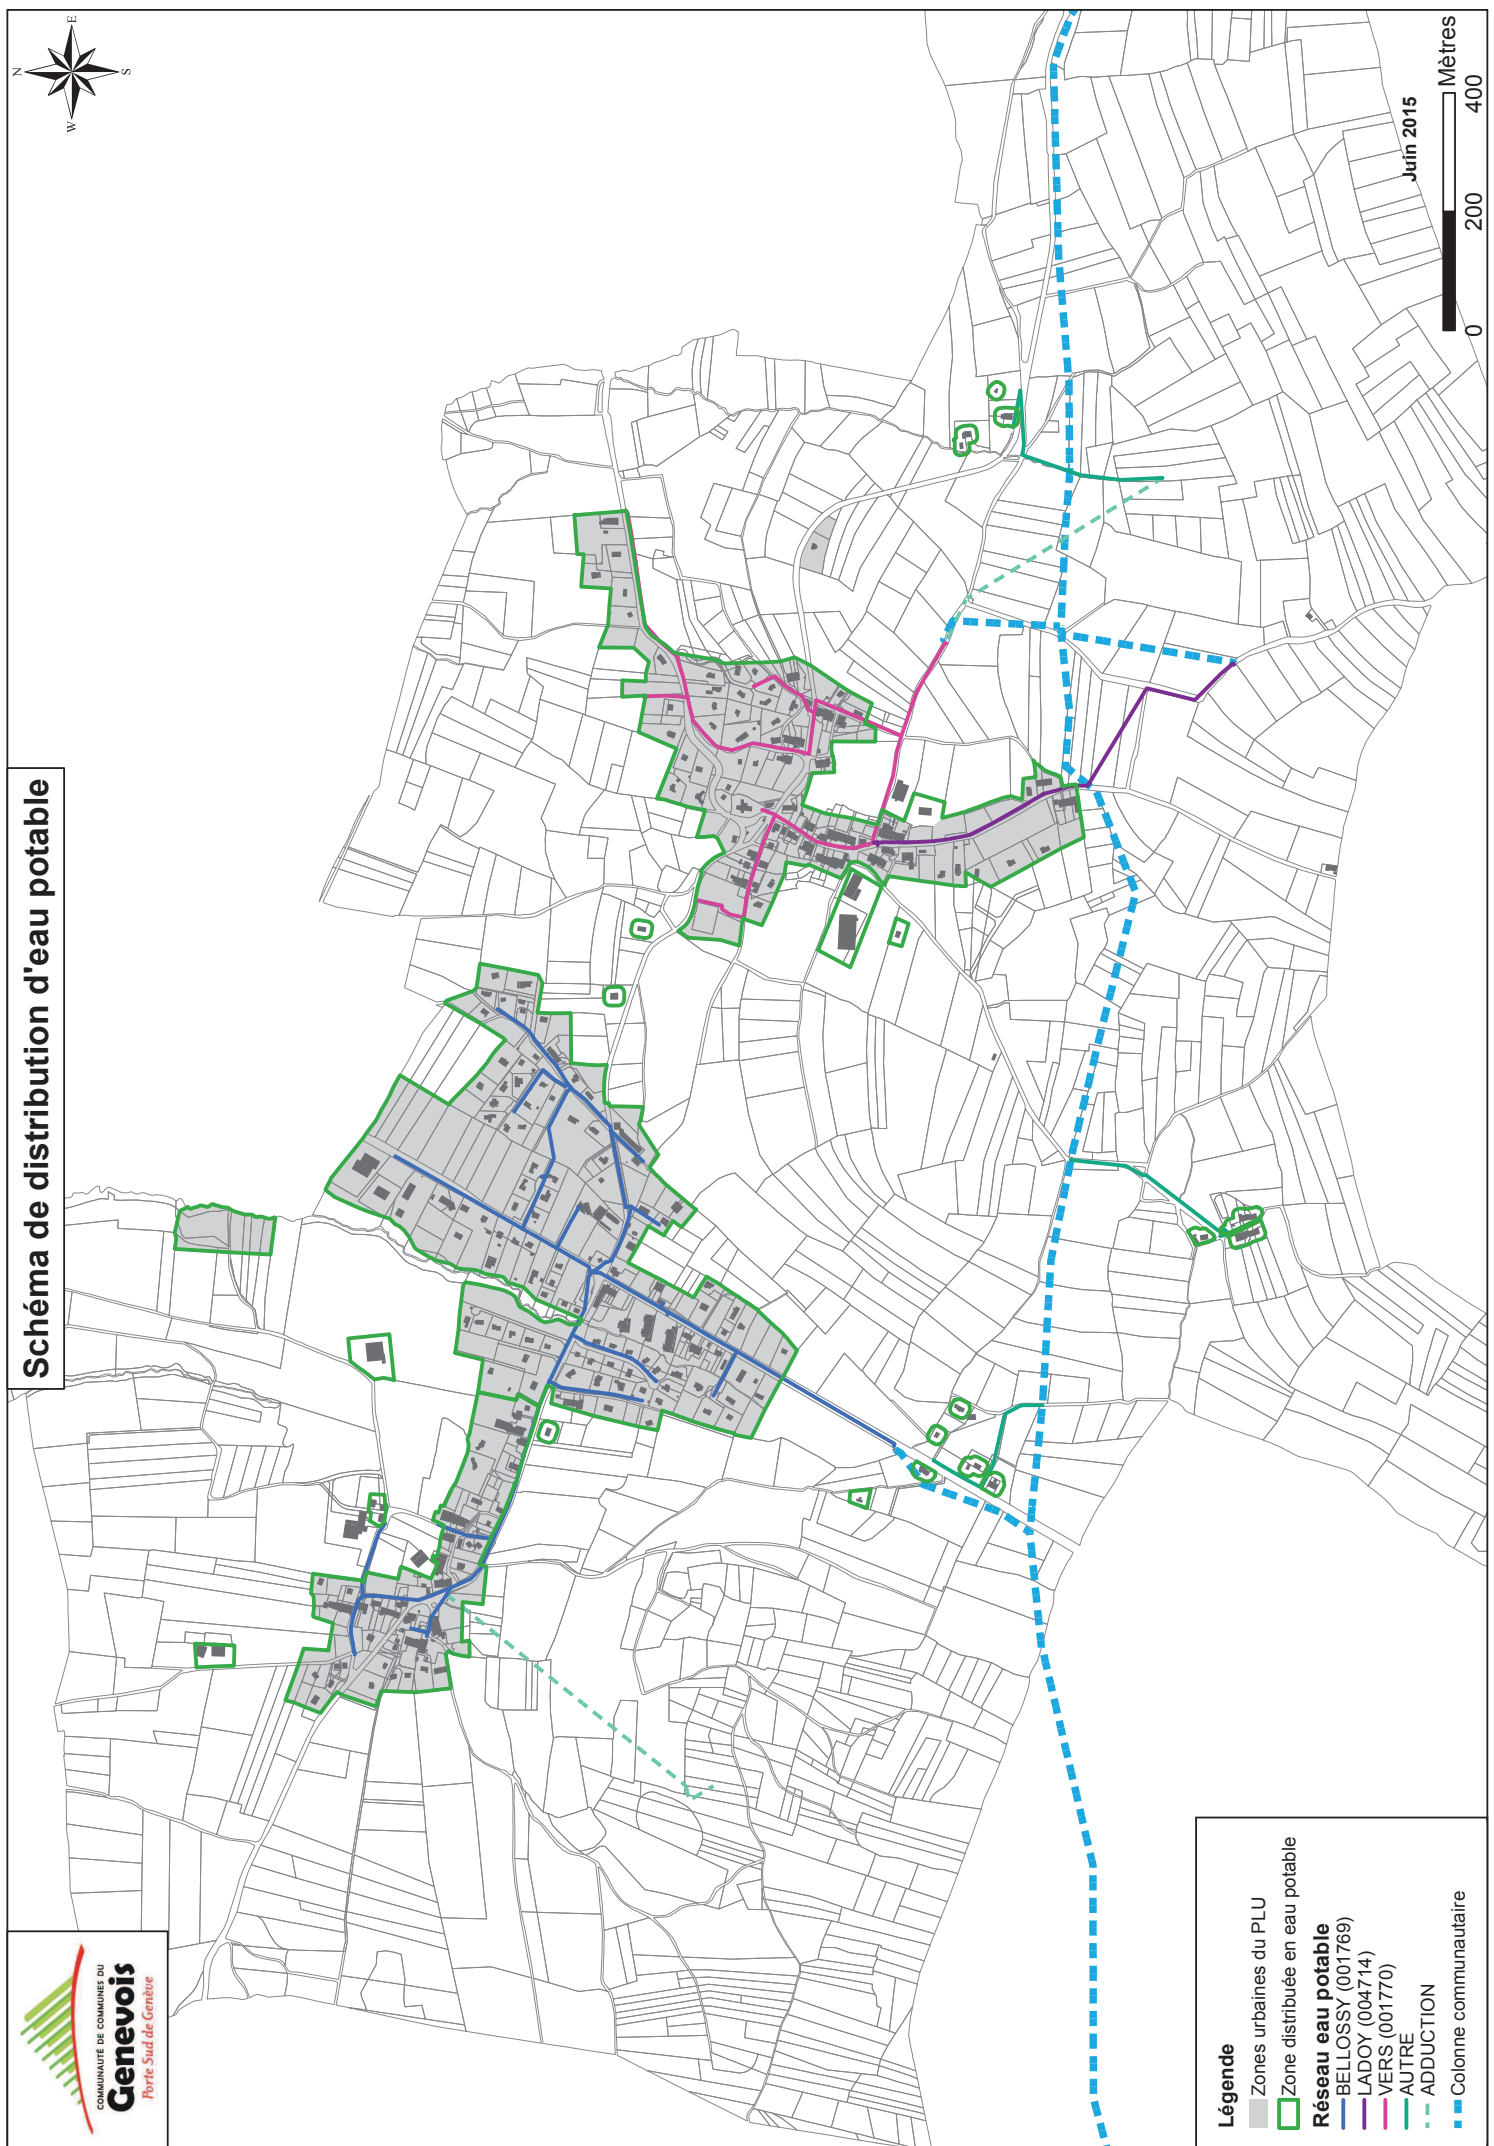 Schéma de distribution d'eau potable
N
E
S
W
COMMUNAUTÉ DE COMMUNES DU
Genevois
Porte Sud de Genève
Légende
Zones urbaines du PLU
Zone distribuée en eau potable
Réseau eau potable
BELLOSSY (001769)
LADOY (004714)
VERS (001770)
AUTRE
ADDUCTION
Colonne communautaire
Juin 2015
Mètres
0 200 400